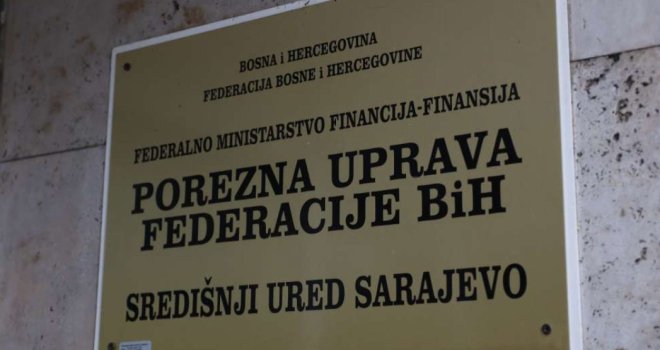 BOSNA i HERCEGOVINA
FEDERACIJA BOSNE i HERCEGOVINE
FEDERALNO MINISTARSTVO FINANCIJA-FINANSIJA
POREZNA UPRAVA
FEDERACIJE BiH
SREDIŠNJI URED SARAJEVO